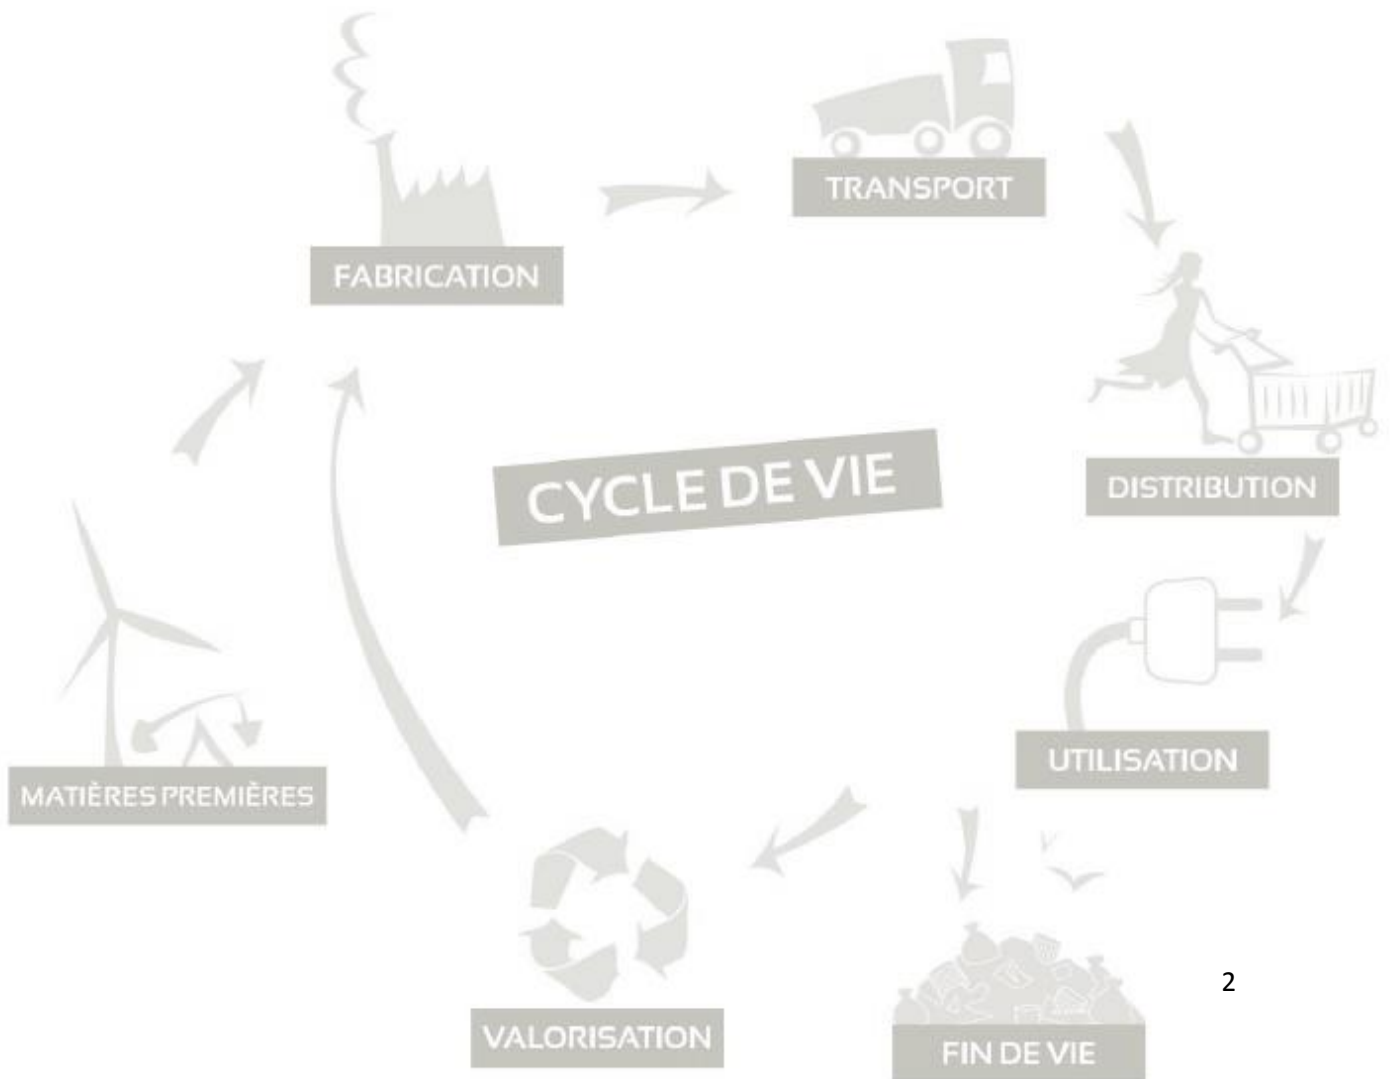 TRANSPORT
FABRICATION
CYCLE DE VIE
DISTRIBUTION
UTILISATION
MATIÈRES PREMIÈRES
2
VALORISATION
FIN DE VIE